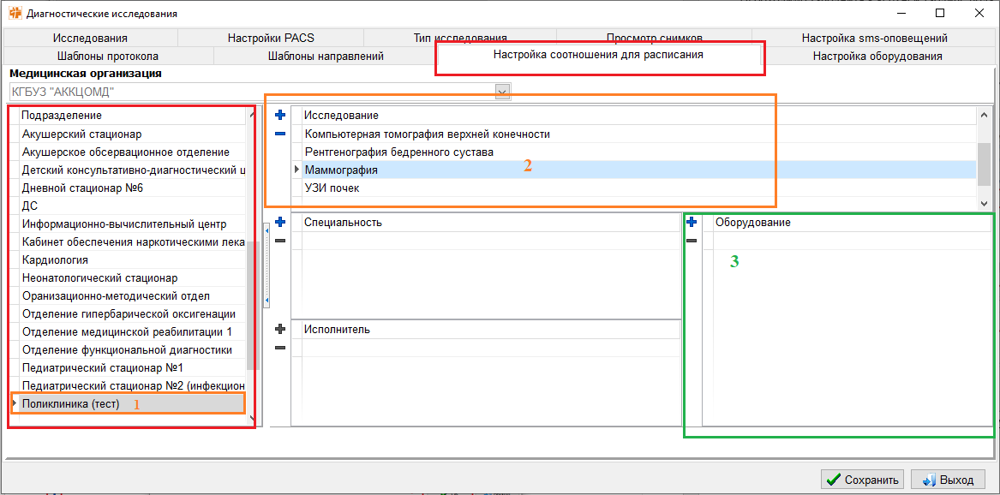 Диагностические исследования
Исследования
Настройки PACS
Тип исследования
Просмотр снимков
Настройка sms-оповещений
Шаблоны протокола
Шаблоны направлений
Настройка соотношения для расписания
Настройка оборудования
Медицинская организация
КГБУЗ "АККЦОМД"
Подразделение
Акушерский стационар
Акушерское обсервационное отделение
Детский консультативно-диагностический ц
Дневной стационар №6
ДС
Информационно-вычислительный центр
Кабинет обеспечения наркотическими лека
Кардиология
Неонатологический стационар
Оранизационно-методический отдел
Отделение гипербарической оксигенации
Отделение медицинской реабилитации 1
Отделение функциональной диагностики
Педиатрический стационар №1
Педиатрический стационар №2 (инфекцион
Поликлиника (тест) 1
Исследование
Компьютерная томография верхней конечности
Рентгенография бедренного сустава
Маммография 2
УЗИ почек
Специальность
Исполнитель
Оборудование
3
Сохранить
Выход